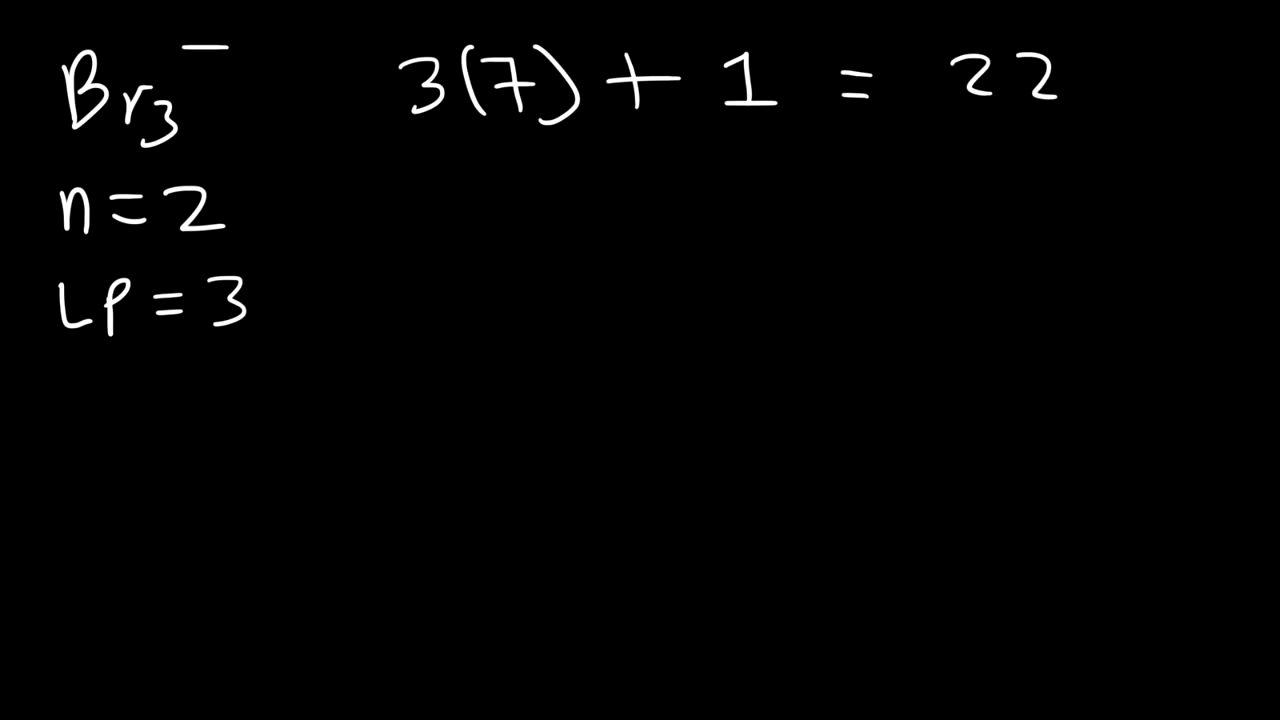 Br₃⁻ 3(7) + 1 = 22
n = 2
LP = 3